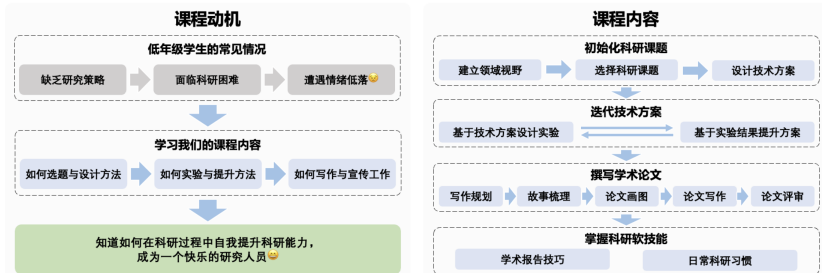 课程动机
低年级学生的常见情况
缺乏研究策略
面临科研困难
遭遇情绪低落😢
学习我们的课程内容
如何选题与设计方法
如何实验与提升方法
如何写作与宣传工作
知道如何在科研过程中自我提升科研能力，
成为一个快乐的研究人员😄
课程内容
初始化科研课题
建立领域视野
选择科研课题
设计技术方案
迭代技术方案
基于技术方案设计实验
基于实验结果提升方案
撰写学术论文
写作规划
故事梳理
论文画图
论文写作
论文评审
掌握科研软技能
学术报告技巧
日常科研习惯